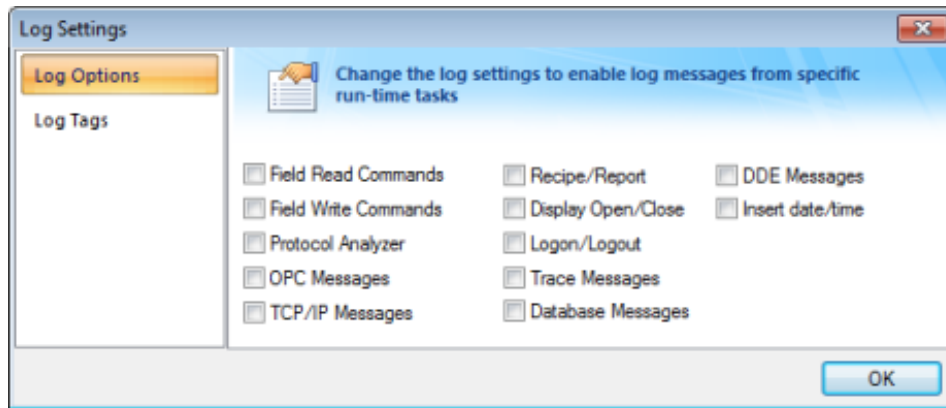 Log Settings
Log Options
Log Tags
Change the log settings to enable log messages from specific
run-time tasks
Field Read Commands
Field Write Commands
Protocol Analyzer
OPC Messages
TCP/IP Messages
Recipe/Report
Display Open/Close
Logon/Logout
Trace Messages
Database Messages
DDE Messages
Insert date/time
OK